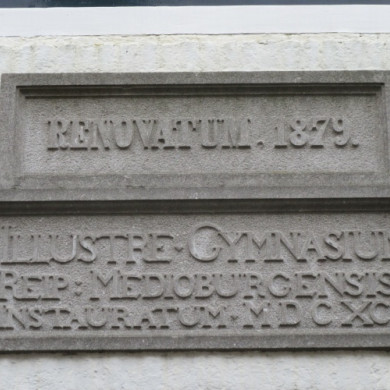 RENOVATUM. 1879.
ILLUSTRE · GYMNASIUM
REIP: MEDIOBURGENSIS
INSTAURATUM · MDCXC